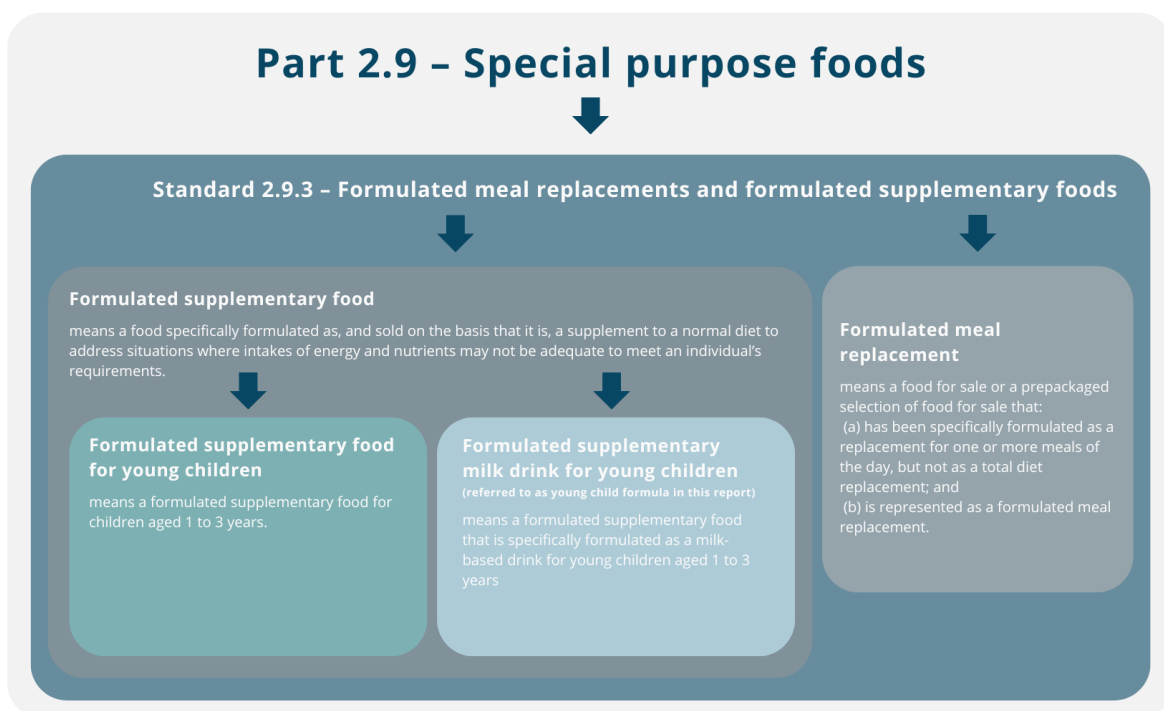 Part 2.9 – Special purpose foods
Standard 2.9.3 – Formulated meal replacements and formulated supplementary foods
Formulated supplementary food
means a food specifically formulated as, and sold on the basis that it is, a supplement to a normal diet to
address situations where intakes of energy and nutrients may not be adequate to meet an individual’s
requirements.
Formulated supplementary food
for young children
means a formulated supplementary food for
children aged 1 to 3 years.
Formulated supplementary
milk drink for young children
(referred to as young child formula in this report)
means a formulated supplementary food
that is specifically formulated as a milk-
based drink for young children aged 1 to 3
years
Formulated meal
replacement
means a food for sale or a prepackaged
selection of food for sale that:
(a) has been specifically formulated as a
replacement for one or more meals of
the day, but not as a total diet
replacement; and
(b) is represented as a formulated meal
replacement.